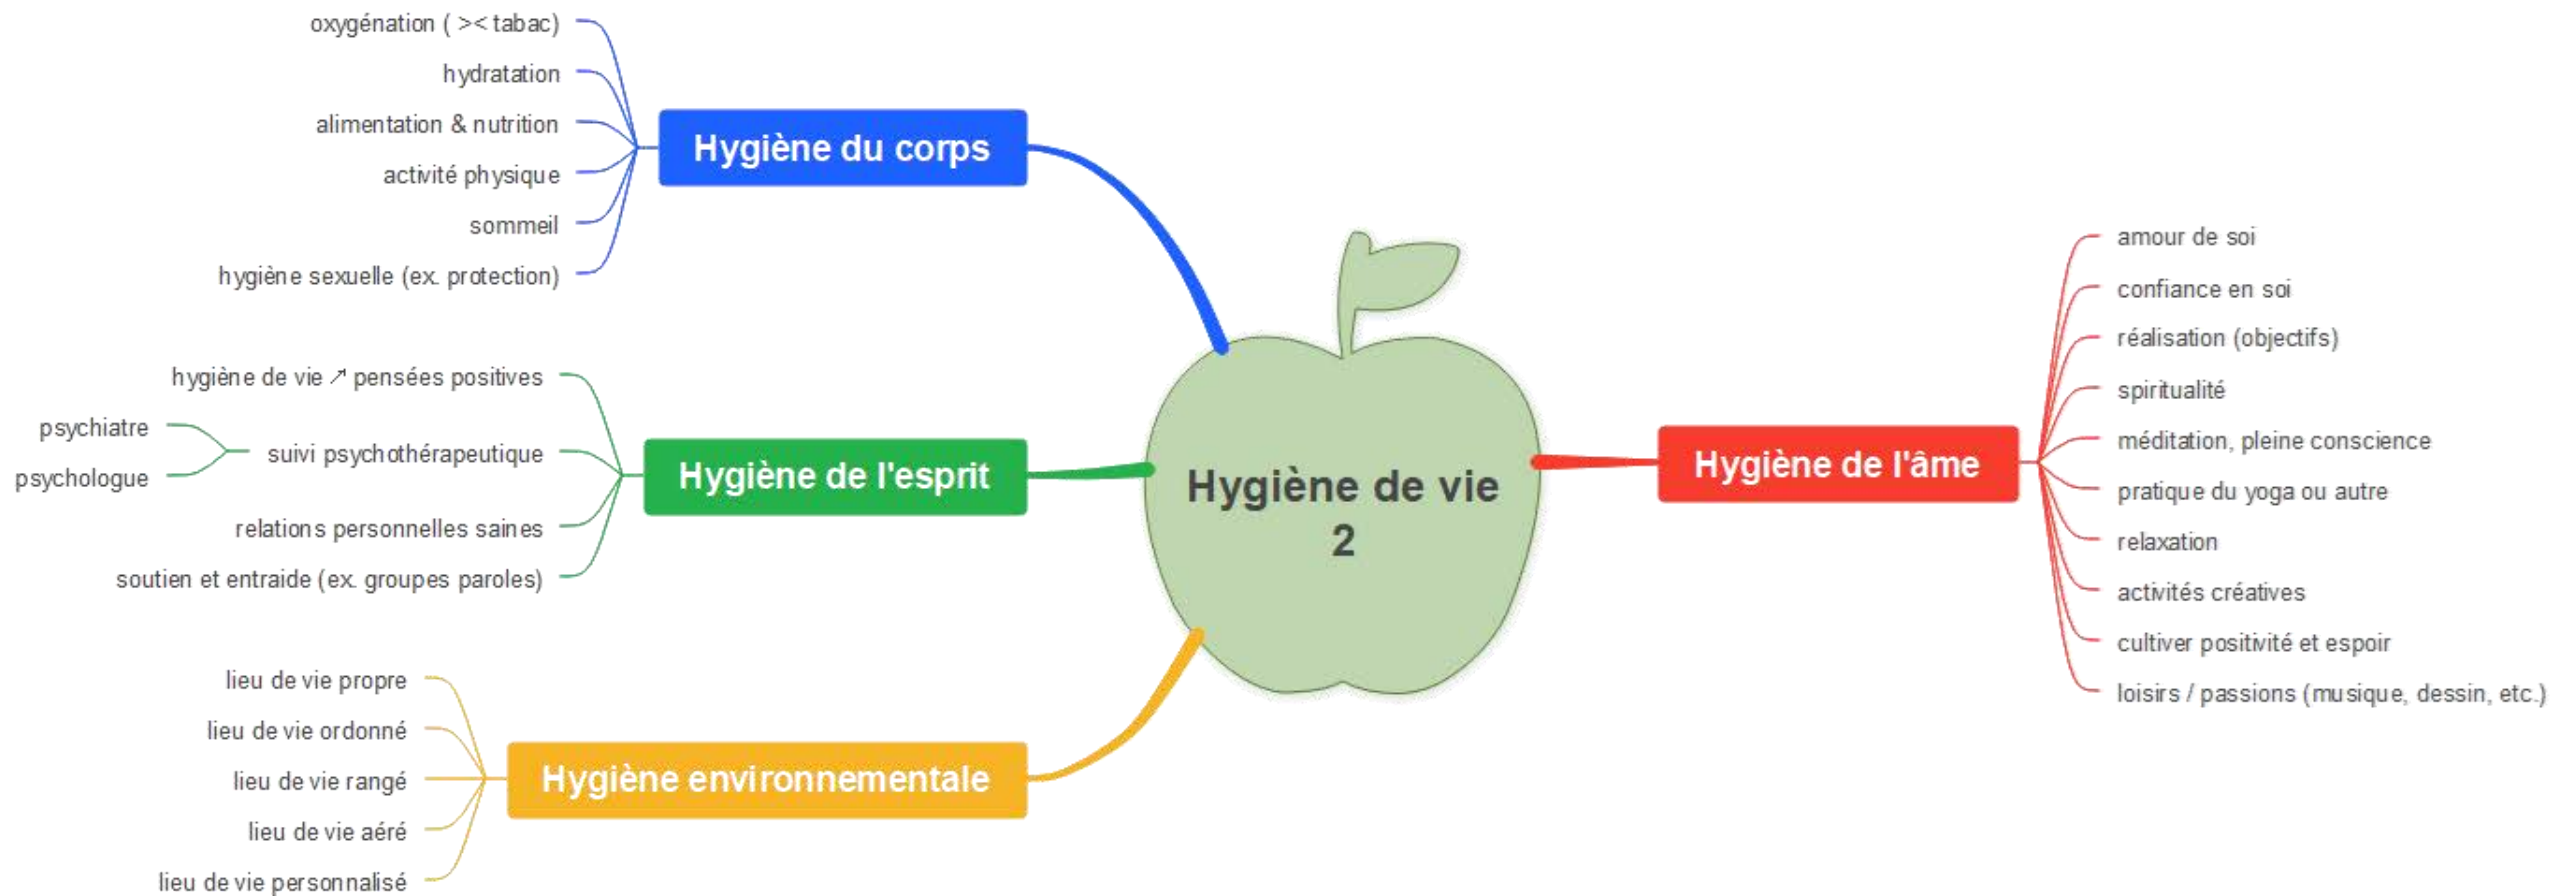 oxygénation ( >< tabac)
hydratation
alimentation & nutrition
activité physique
sommeil
hygiène sexuelle (ex. protection)
Hygiène du corps
hygiène de vie ↗ pensées positives
psychiatre
psychologue
suivi psychothérapeutique
relations personnelles saines
soutien et entraide (ex. groupes paroles)
Hygiène de l'esprit
lieu de vie propre
lieu de vie ordonné
lieu de vie rangé
lieu de vie aéré
lieu de vie personnalisé
Hygiène environnementale
Hygiène de vie
2
Hygiène de l'âme
amour de soi
confiance en soi
réalisation (objectifs)
spiritualité
méditation, pleine conscience
pratique du yoga ou autre
relaxation
activités créatives
cultiver positivité et espoir
loisirs / passions (musique, dessin, etc.)